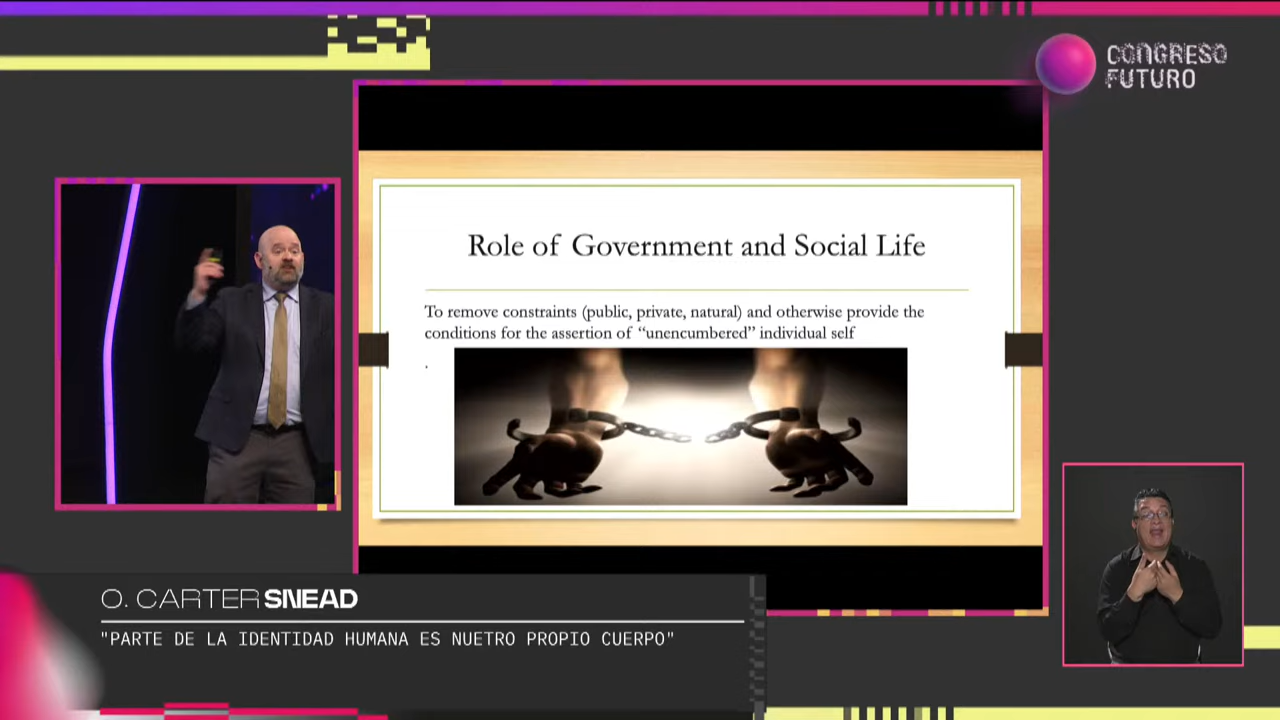 CONGRESO
FUTURO
Role of Government and Social Life
To remove constraints (public, private, natural) and otherwise provide the
conditions for the assertion of “unencumbered” individual self
.
O. CARTER SNEAD
"PARTE DE LA IDENTIDAD HUMANA ES NUETRO PROPIO CUERPO"